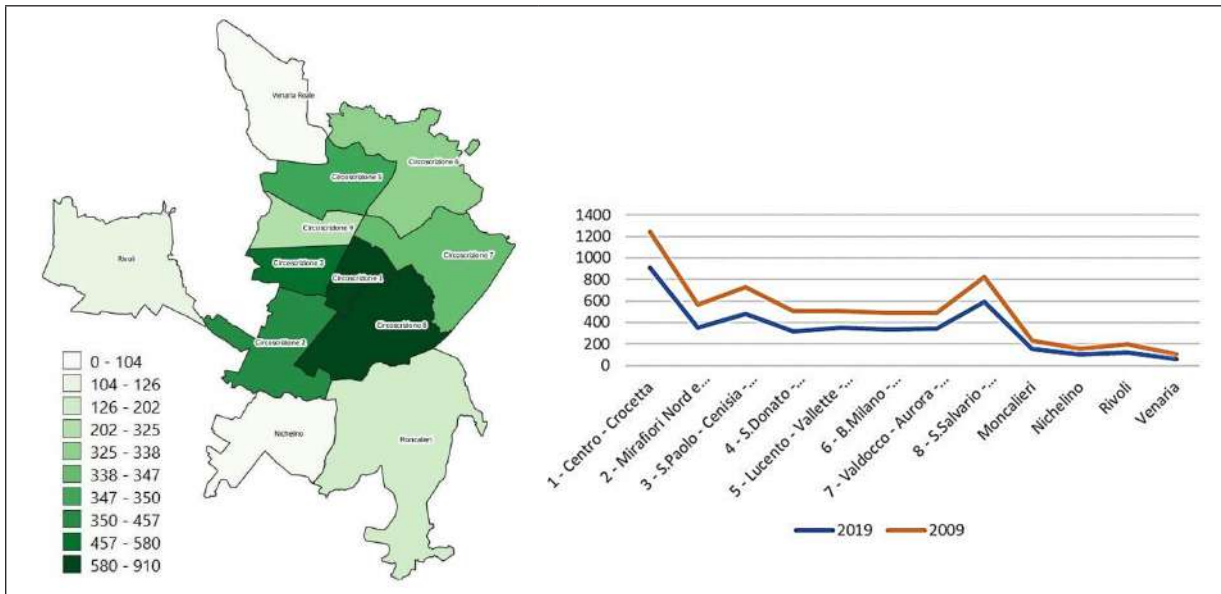 Venaria Reale
Circoscrizione 6
Circoscrizione 5
Circoscrizione 4
Circoscrizione 7
Rivoli
Circoscrizione 3
Circoscrizione 1
Circoscrizione 8
Circoscrizione 2
Nichelino
Moncalieri
0 - 104
104 - 126
126 - 202
202 - 325
325 - 338
338 - 347
347 - 350
350 - 457
457 - 580
580 - 910
1400
1200
1000
800
600
400
200
0
1 - Centro - Crocetta
2 - Mirafiori Nord e...
3 - S.Paolo - Cenisia -...
4 - S.Donato -...
5 - Lucento - Vallette -...
6 - B.Milano -...
7 - Valdocco - Aurora -...
8 - S.Salvario -...
Moncalieri
Nichelino
Rivoli
Venaria
2019
2009